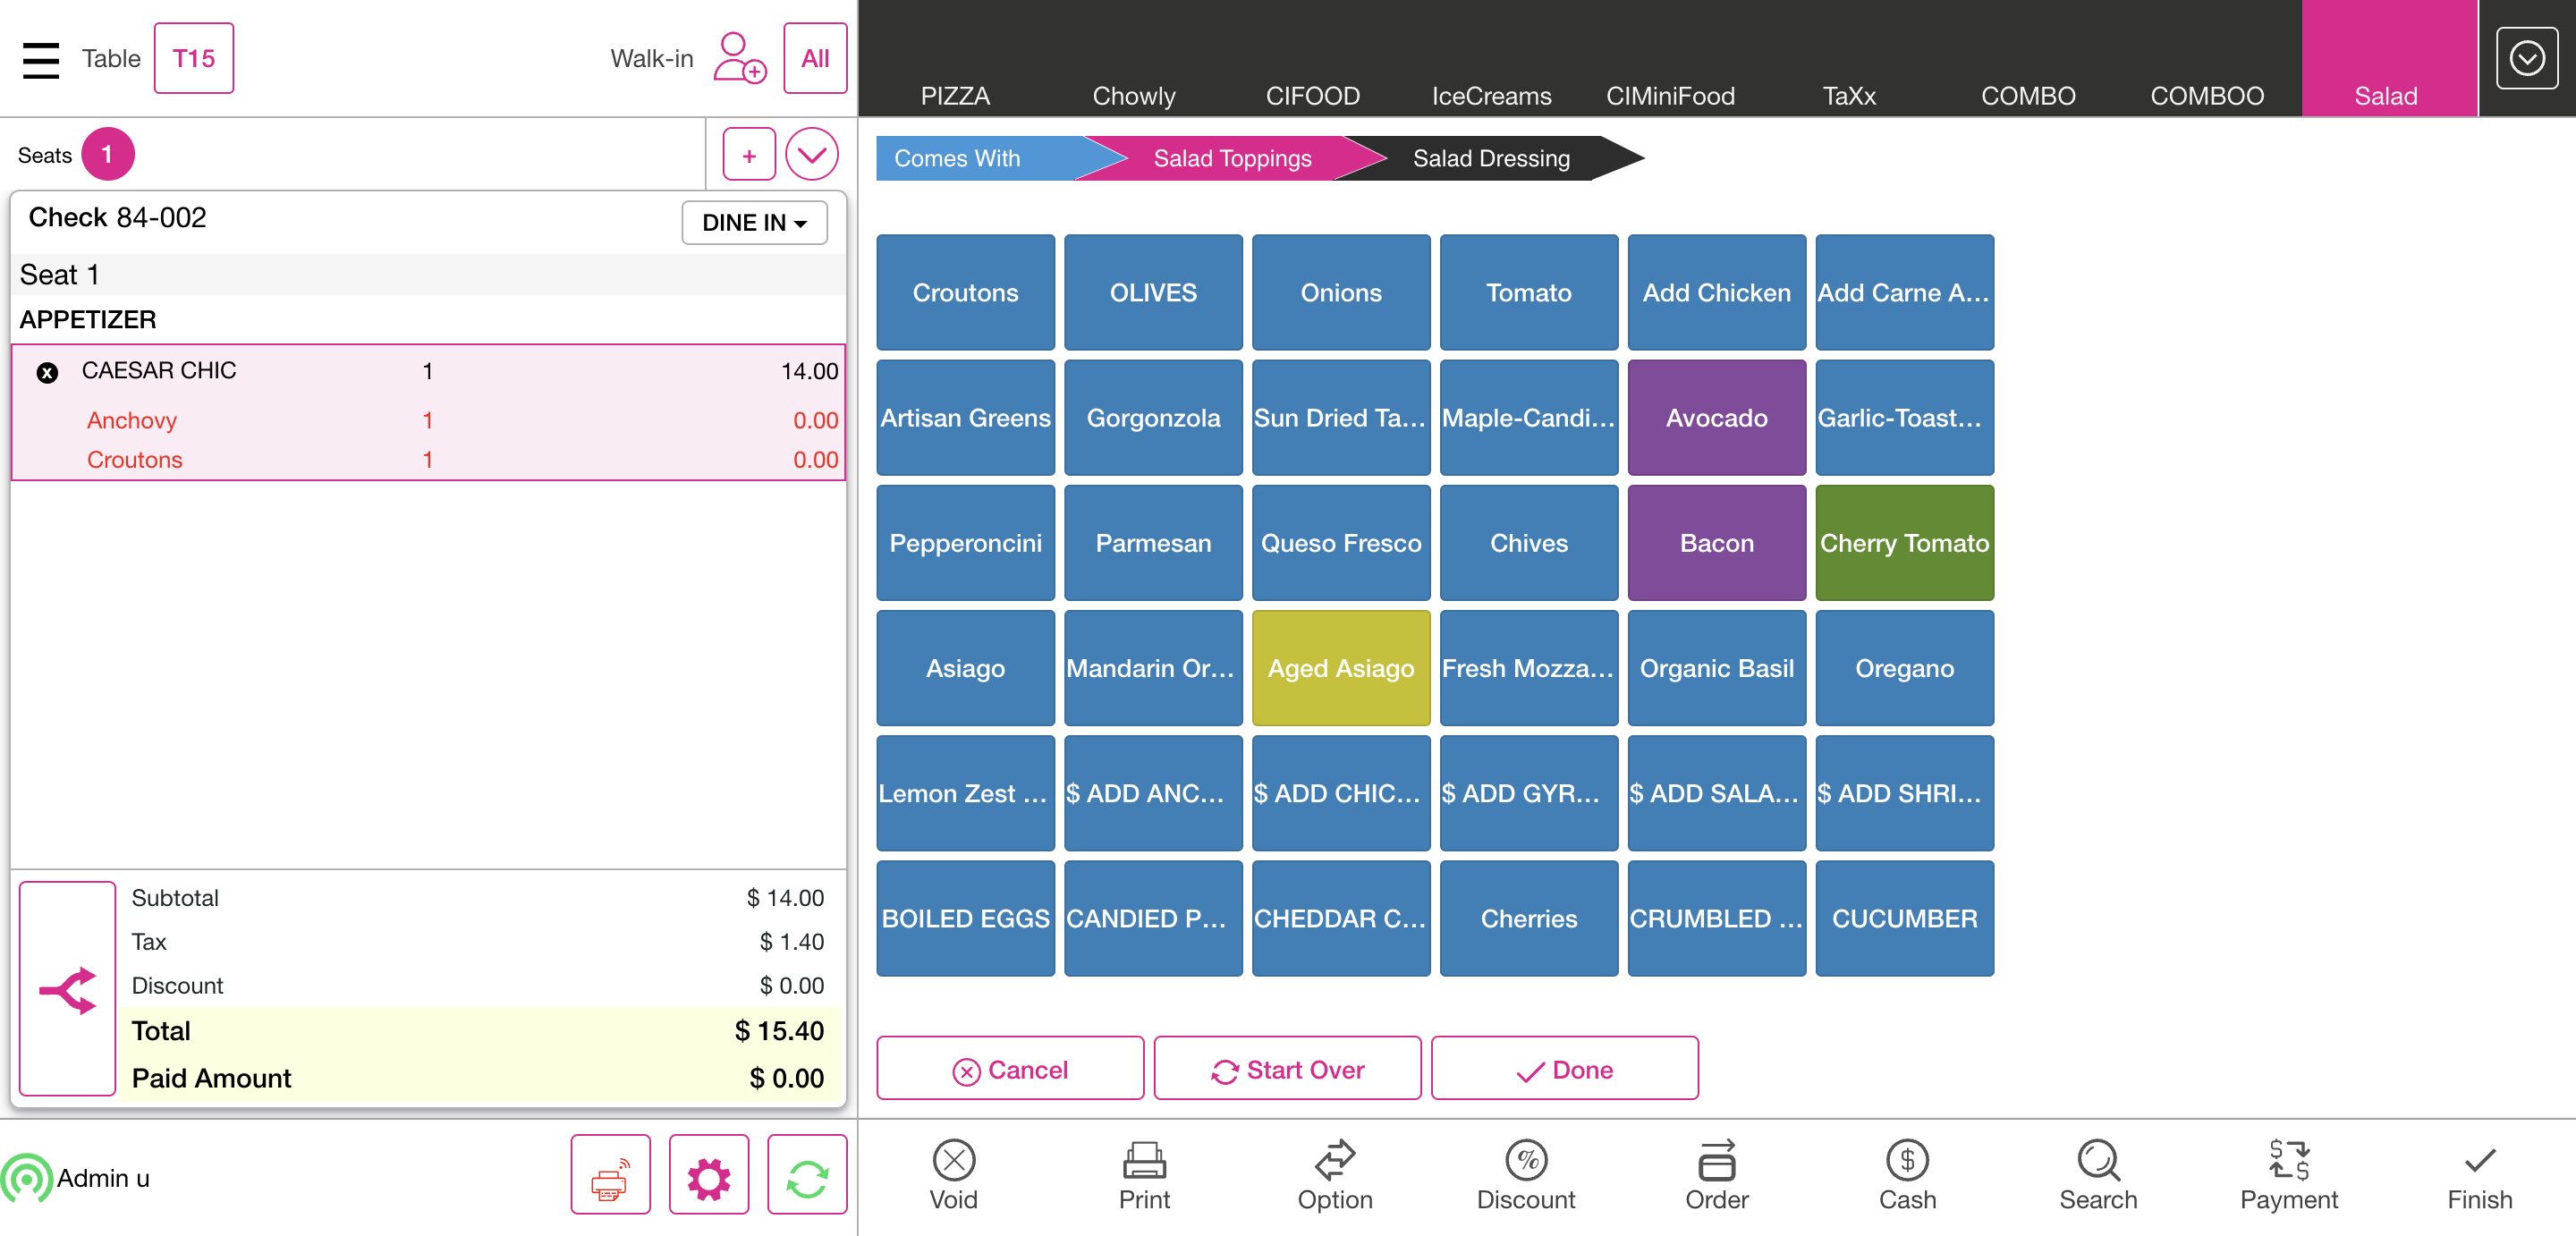 Table T15 Walk-in All
PIZZA Chowly CIFOOD IceCreams CIMiniFood TaXx COMBO COMBOO Salad
Seats 1 +
Comes With Salad Toppings Salad Dressing
Check 84-002 DINE IN
Seat 1
APPETIZER
CAESAR CHIC 1 14.00
Anchovy 1 0.00
Croutons 1 0.00
Subtotal $ 14.00
Tax $ 1.40
Discount $ 0.00
Total $ 15.40
Paid Amount $ 0.00
Croutons OLIVES Onions Tomato Add Chicken Add Carne A...
Artisan Greens Gorgonzola Sun Dried Ta... Maple-Candi... Avocado Garlic-Toast...
Pepperoncini Parmesan Queso Fresco Chives Bacon Cherry Tomato
Asiago Mandarin Or... Aged Asiago Fresh Mozza... Organic Basil Oregano
Lemon Zest ... $ ADD ANC... $ ADD CHIC... $ ADD GYR... $ ADD SALA... $ ADD SHRI...
BOILED EGGS CANDIED P... CHEDDAR C... Cherries CRUMBLED ... CUCUMBER
Cancel Start Over Done
Admin u
Void Print Option Discount Order Cash Search Payment Finish